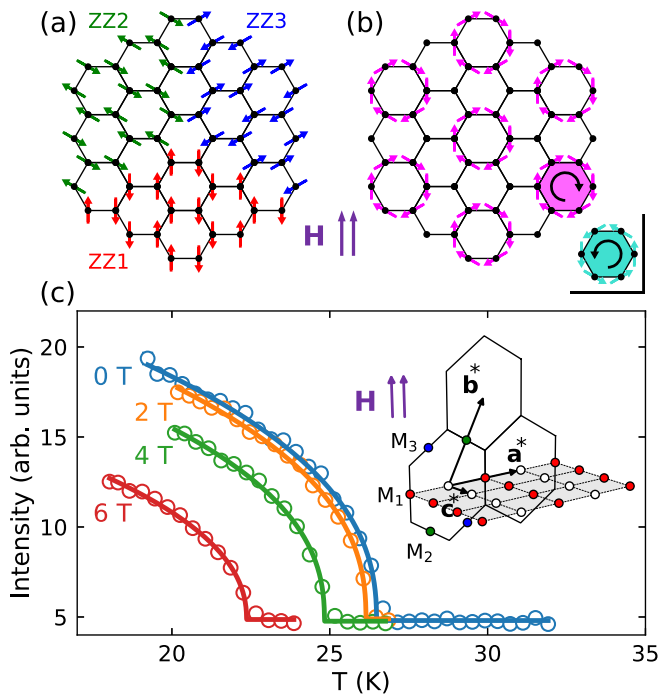 (a)
ZZ2
ZZ3
(b)
ZZ1
H
(c)
Intensity (arb. units)
20
15
10
5
0 T
2 T
4 T
6 T
H
b*
a*
c*
M₃
M₁
M₂
20
25
30
35
T (K)